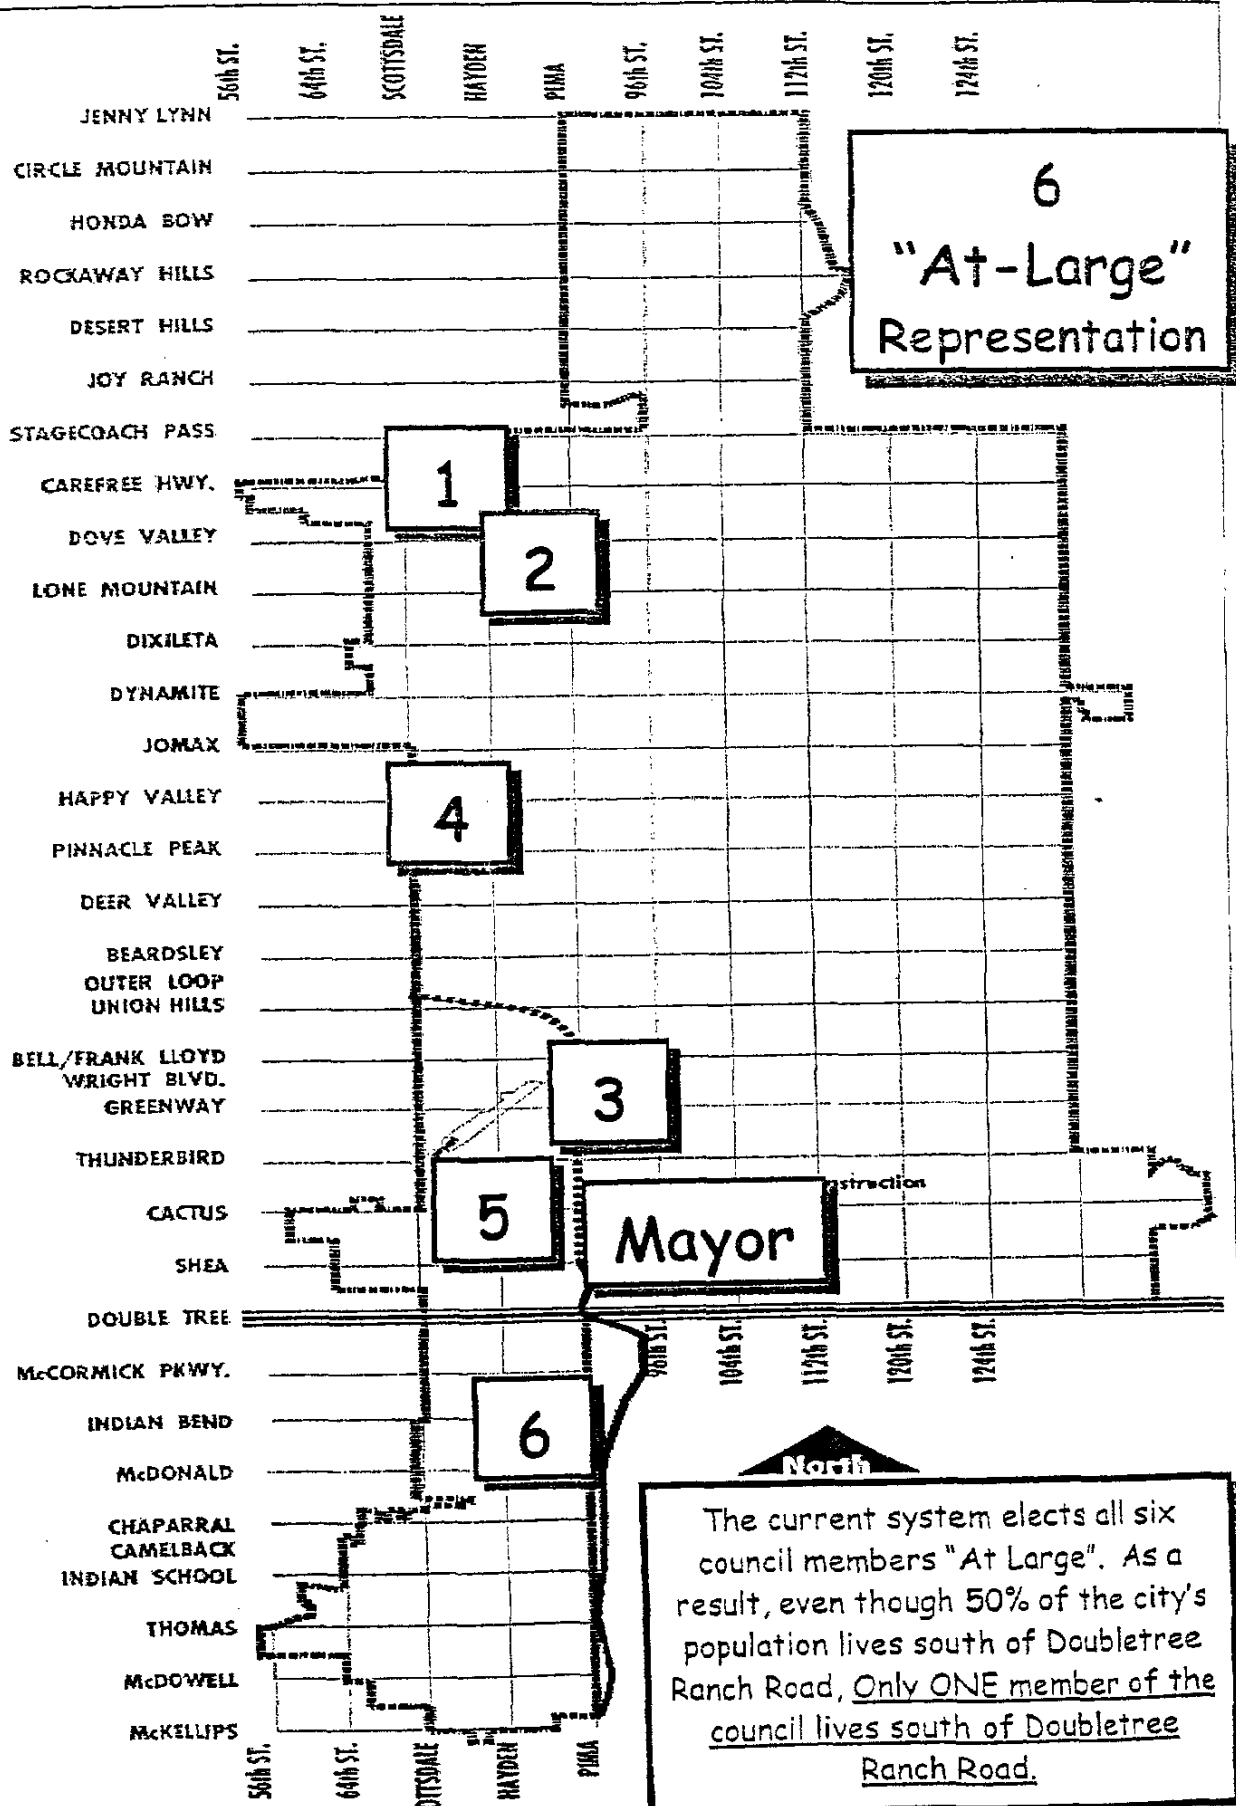 56th ST.
64th ST.
SCOTTSDALE
HAYDEN
PIMA
96th ST.
104th ST.
112th ST.
120th ST.
124th ST.
JENNY LYNN
CIRCLE MOUNTAIN
HONDA BOW
ROCKAWAY HILLS
DESERT HILLS
JOY RANCH
STAGECOACH PASS
CAREFREE HWY.
DOVE VALLEY
LONE MOUNTAIN
DIXILETA
DYNAMITE
JOMAX
HAPPY VALLEY
PINNACLE PEAK
DEER VALLEY
BEARDSLEY
OUTER LOOP
UNION HILLS
BELL/FRANK LLOYD
WRIGHT BLVD.
GREENWAY
THUNDERBIRD
CACTUS
SHEA
DOUBLE TREE
McCORMICK PKWY.
INDIAN BEND
McDONALD
CHAPARRAL
CAMELBACK
INDIAN SCHOOL
THOMAS
McDOWELL
McKELLIPS
6
"At-Large"
Representation
1
2
4
3
5
struction
Mayor
6
96th ST.
104th ST.
112th ST.
120th ST.
124th ST.
North
The current system elects all six
council members "At Large". As a
result, even though 50% of the city's
population lives south of Doubletree
Ranch Road, Only ONE member of the
council lives south of Doubletree
Ranch Road.
56th ST.
64th ST.
OTTSDALE
HAYDEN
PIMA